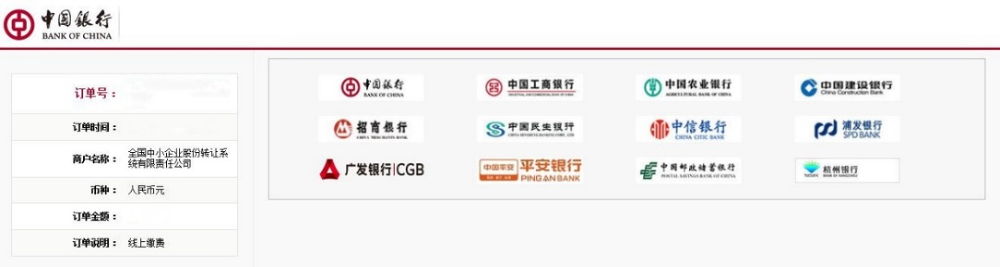 中国银行
BANK OF CHINA
订单号：
订单时间：
商户名称：
全国中小企业股份转让系
统有限责任公司
币种：
人民币元
订单金额：
订单说明：
线上缴费
中国银行
BANK OF CHINA
中国工商银行
中国农业银行
AGRICULTURAL BANK OF CHINA
中国建设银行
China Construction Bank
招商银行
CHINA MERCHANTS BANK
中国民生银行
中信银行
CHINA CITIC BANK
浦发银行
SPD BANK
广发银行|CGB
中国平安
平安银行
PING AN BANK
中国邮政储蓄银行
POSTAL SAVINGS BANK OF CHINA
杭州银行
BANK OF HANGZHOU